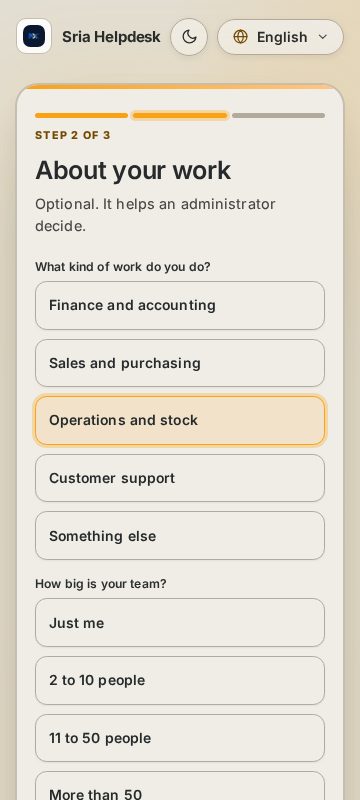 Sria Helpdesk
English
STEP 2 OF 3
About your work
Optional. It helps an administrator
decide.
What kind of work do you do?
Finance and accounting
Sales and purchasing
Operations and stock
Customer support
Something else
How big is your team?
Just me
2 to 10 people
11 to 50 people
More than 50